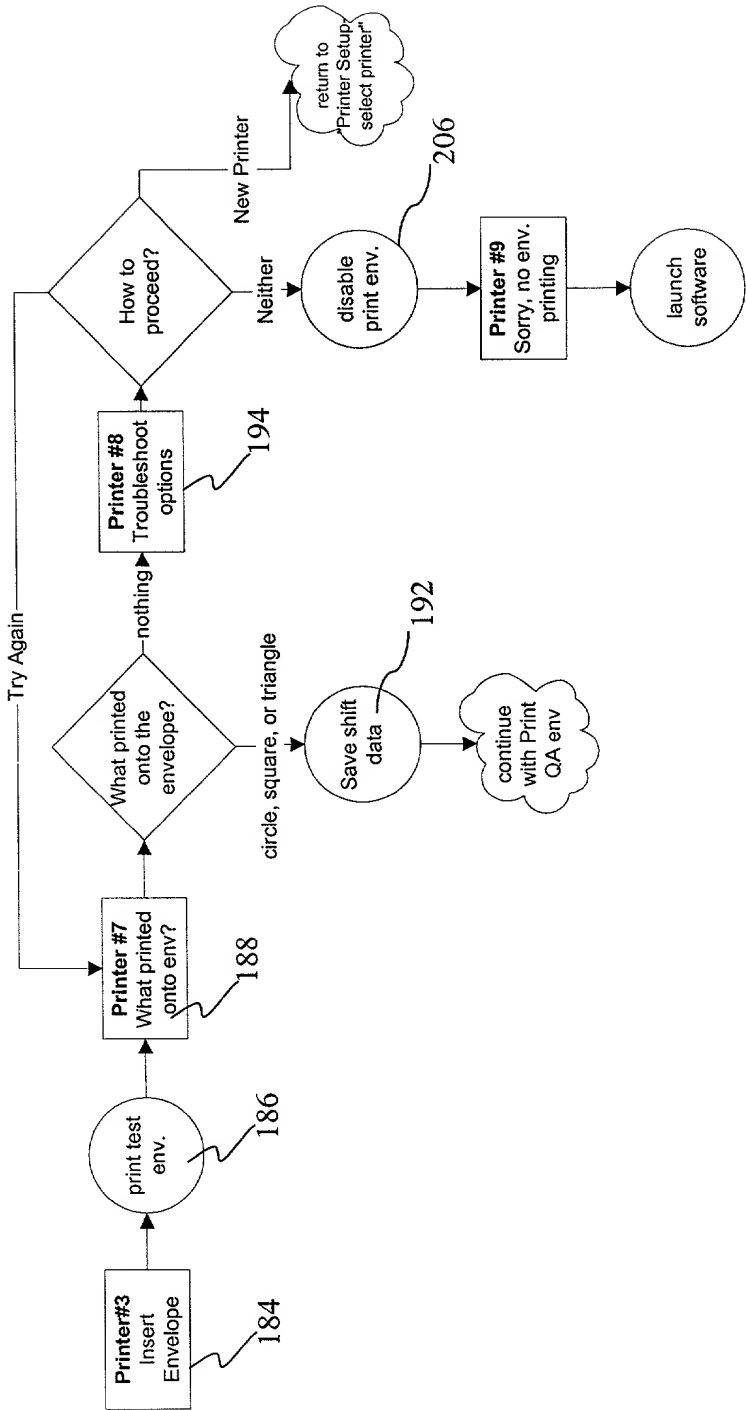 Printer#3
Insert
Envelope
184
print test
env.
186
Printer #7
What printed
onto env?
188
Try Again
What printed
onto the
envelope?
nothing
circle, square, or triangle
Save shift
data
192
continue
with Print
QA env
Printer #8
Troubleshoot
options
194
How to
proceed?
New Printer
return to
"Printer Setup-
select printer"
Neither
disable
print env.
206
Printer #9
Sorry, no env.
printing
launch
software